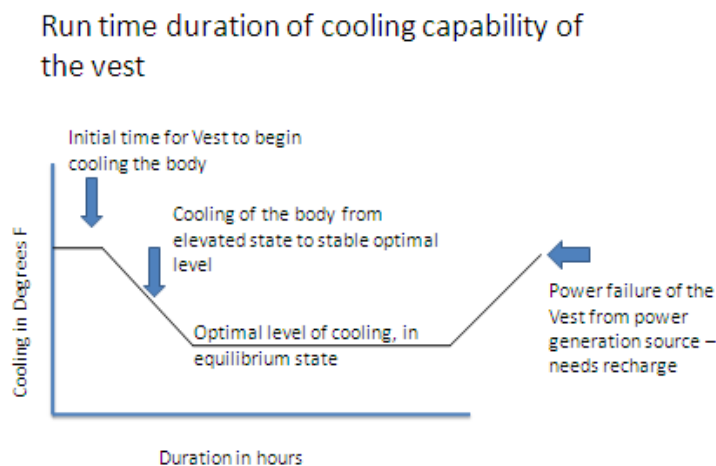 Run time duration of cooling capability of
the vest
Initial time for Vest to begin
cooling the body
Cooling of the body from
elevated state to stable optimal
level
Cooling in Degrees F
Optimal level of cooling, in
equilibrium state
Power failure of the
Vest from power
generation source –
needs recharge
Duration in hours